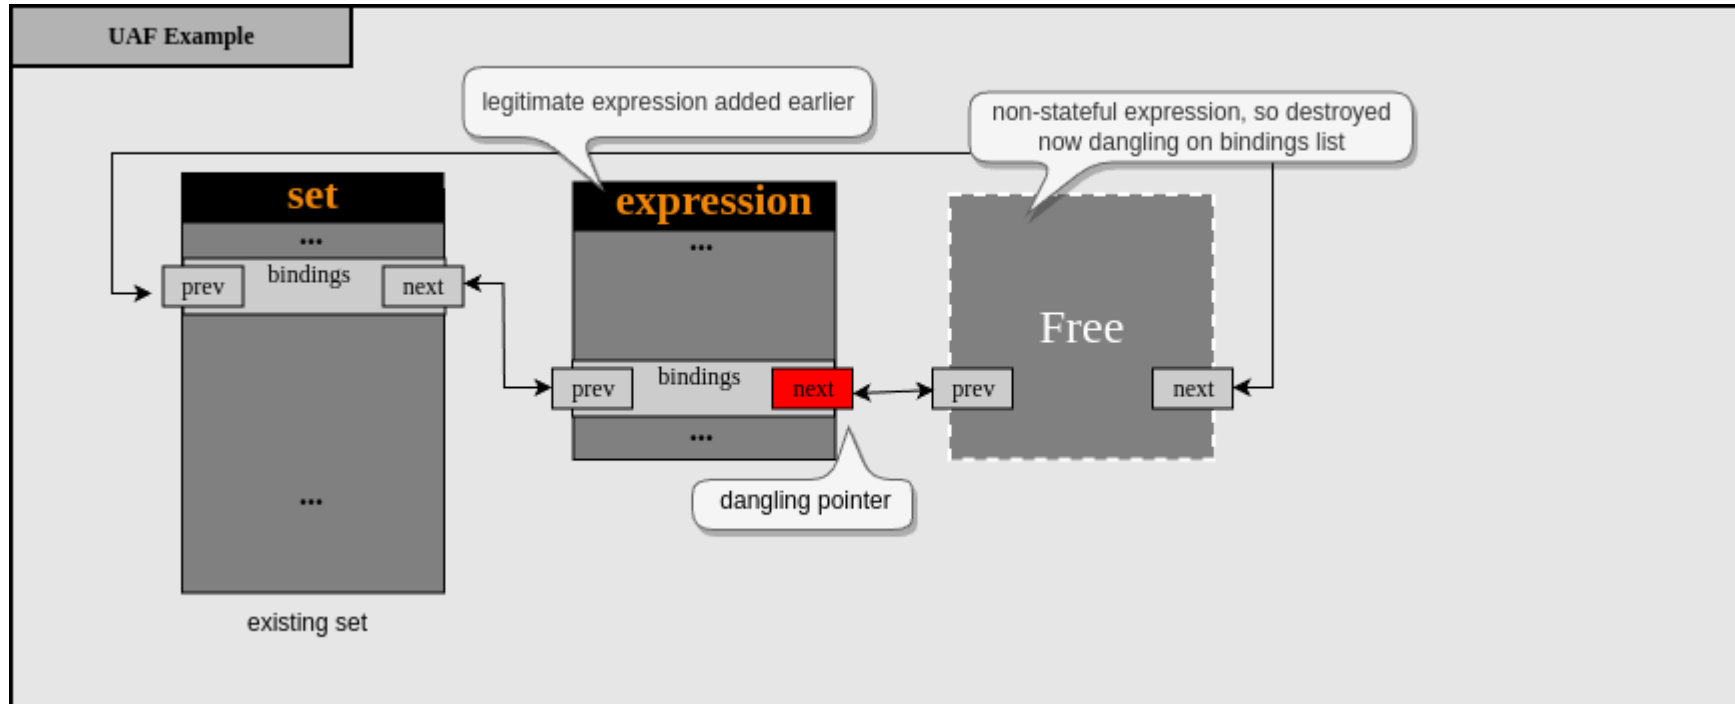 UAF Example
legitimate expression added earlier
non-stateful expression, so destroyed
now dangling on bindings list
set
...
prev
bindings
next
...
existing set
expression
...
prev
bindings
next
...
dangling pointer
Free
prev
next